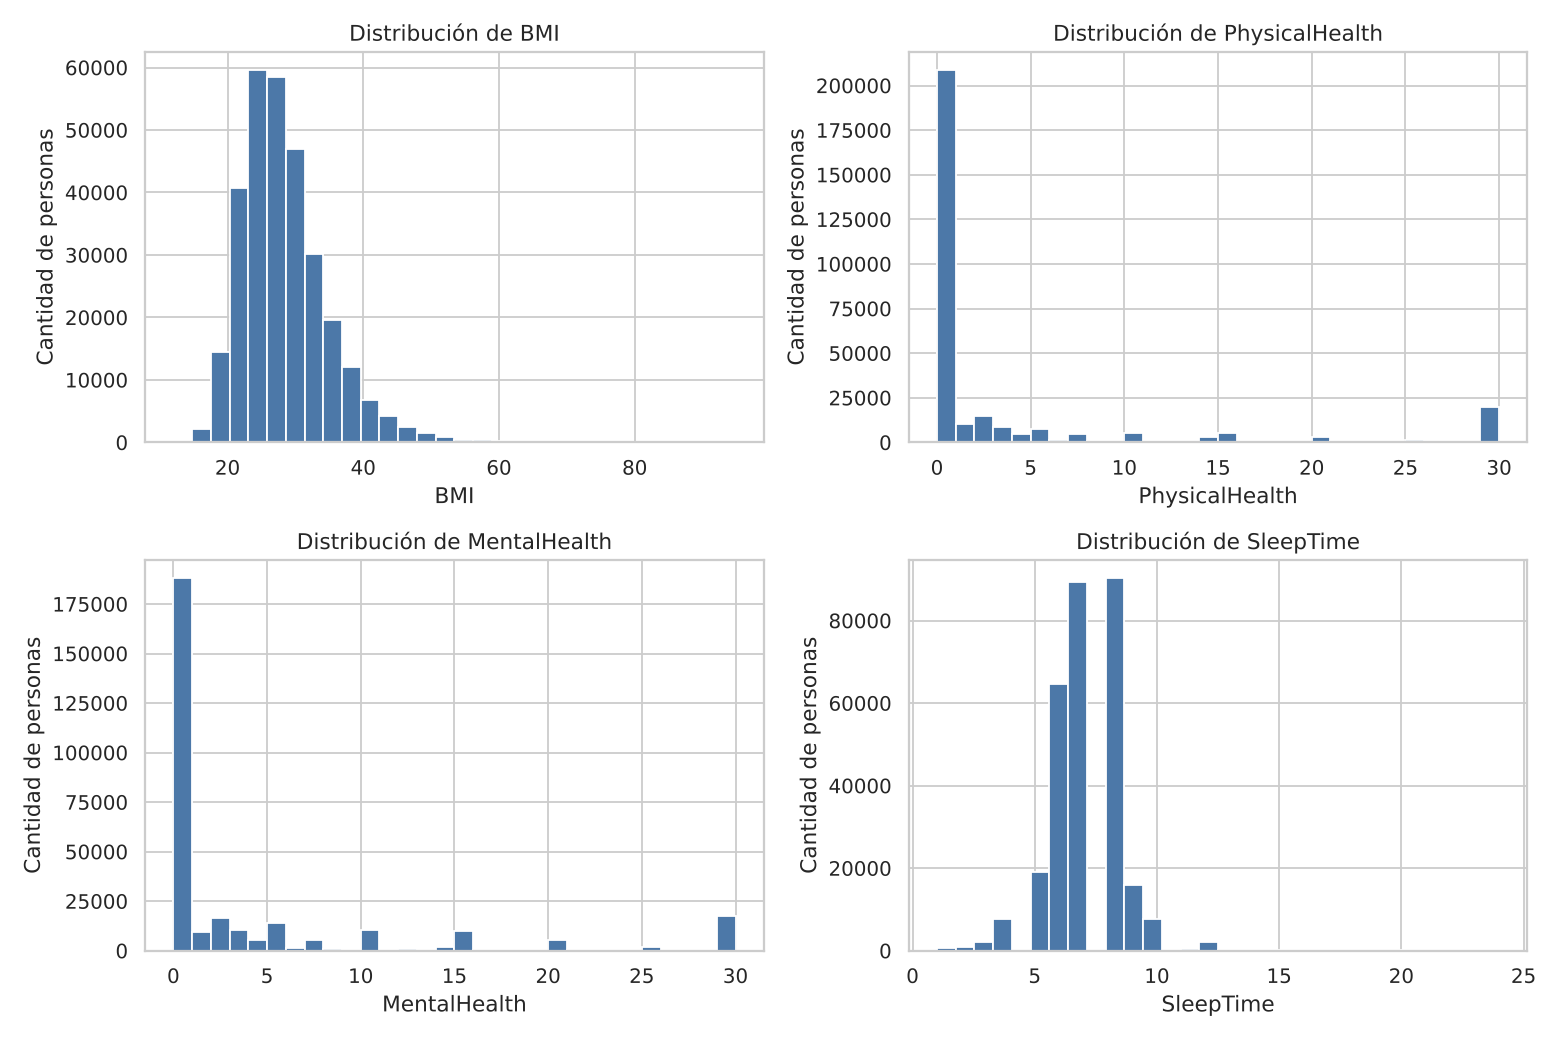 Distribución de BMI
Cantidad de personas
60000
50000
40000
30000
20000
10000
0
20 40 60 80
BMI
Distribución de PhysicalHealth
Cantidad de personas
200000
175000
150000
125000
100000
75000
50000
25000
0
0 5 10 15 20 25 30
PhysicalHealth
Distribución de MentalHealth
Cantidad de personas
175000
150000
125000
100000
75000
50000
25000
0
0 5 10 15 20 25 30
MentalHealth
Distribución de SleepTime
Cantidad de personas
80000
60000
40000
20000
0
0 5 10 15 20 25
SleepTime